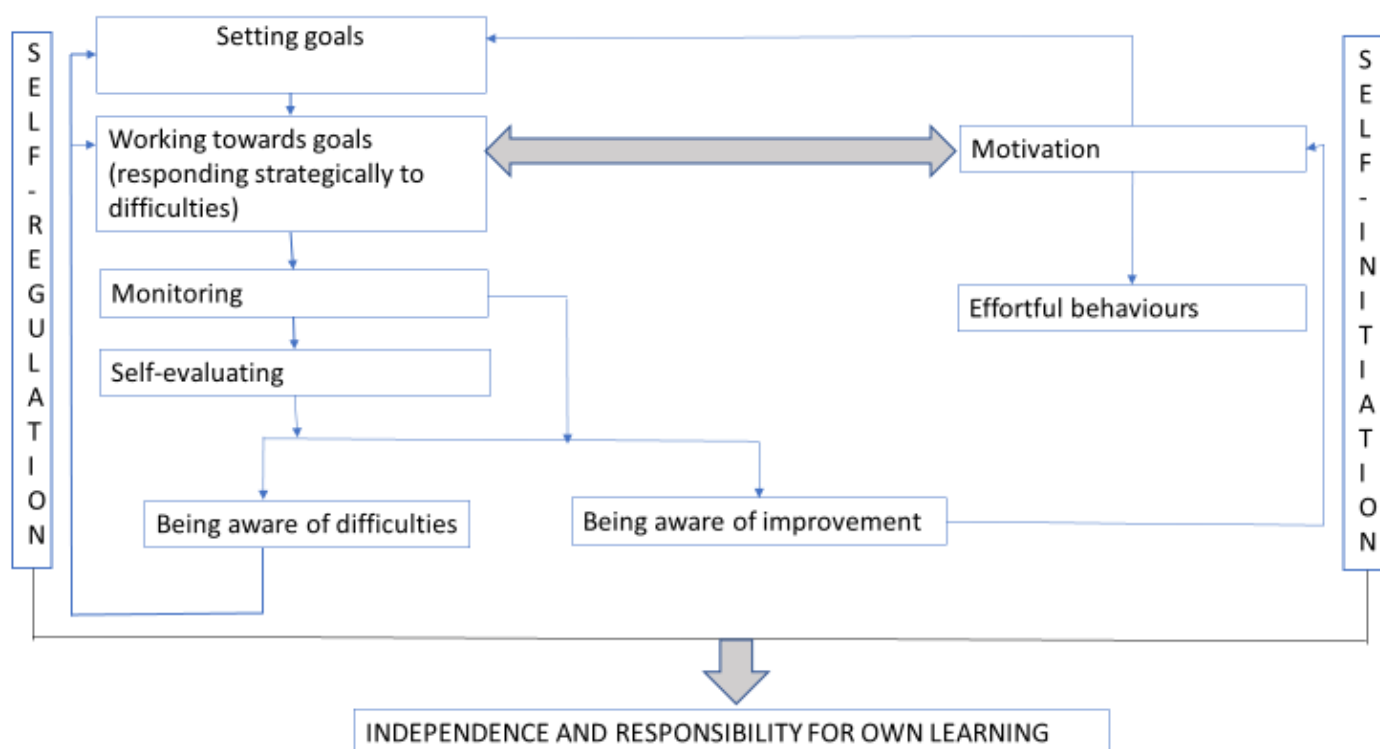 SELF-REGULATION
Setting goals
Working towards goals
(responding strategically to
difficulties)
Monitoring
Self-evaluating
Being aware of difficulties
Being aware of improvement
Motivation
Effortful behaviours
SELF-INITIATION
INDEPENDENCE AND RESPONSIBILITY FOR OWN LEARNING